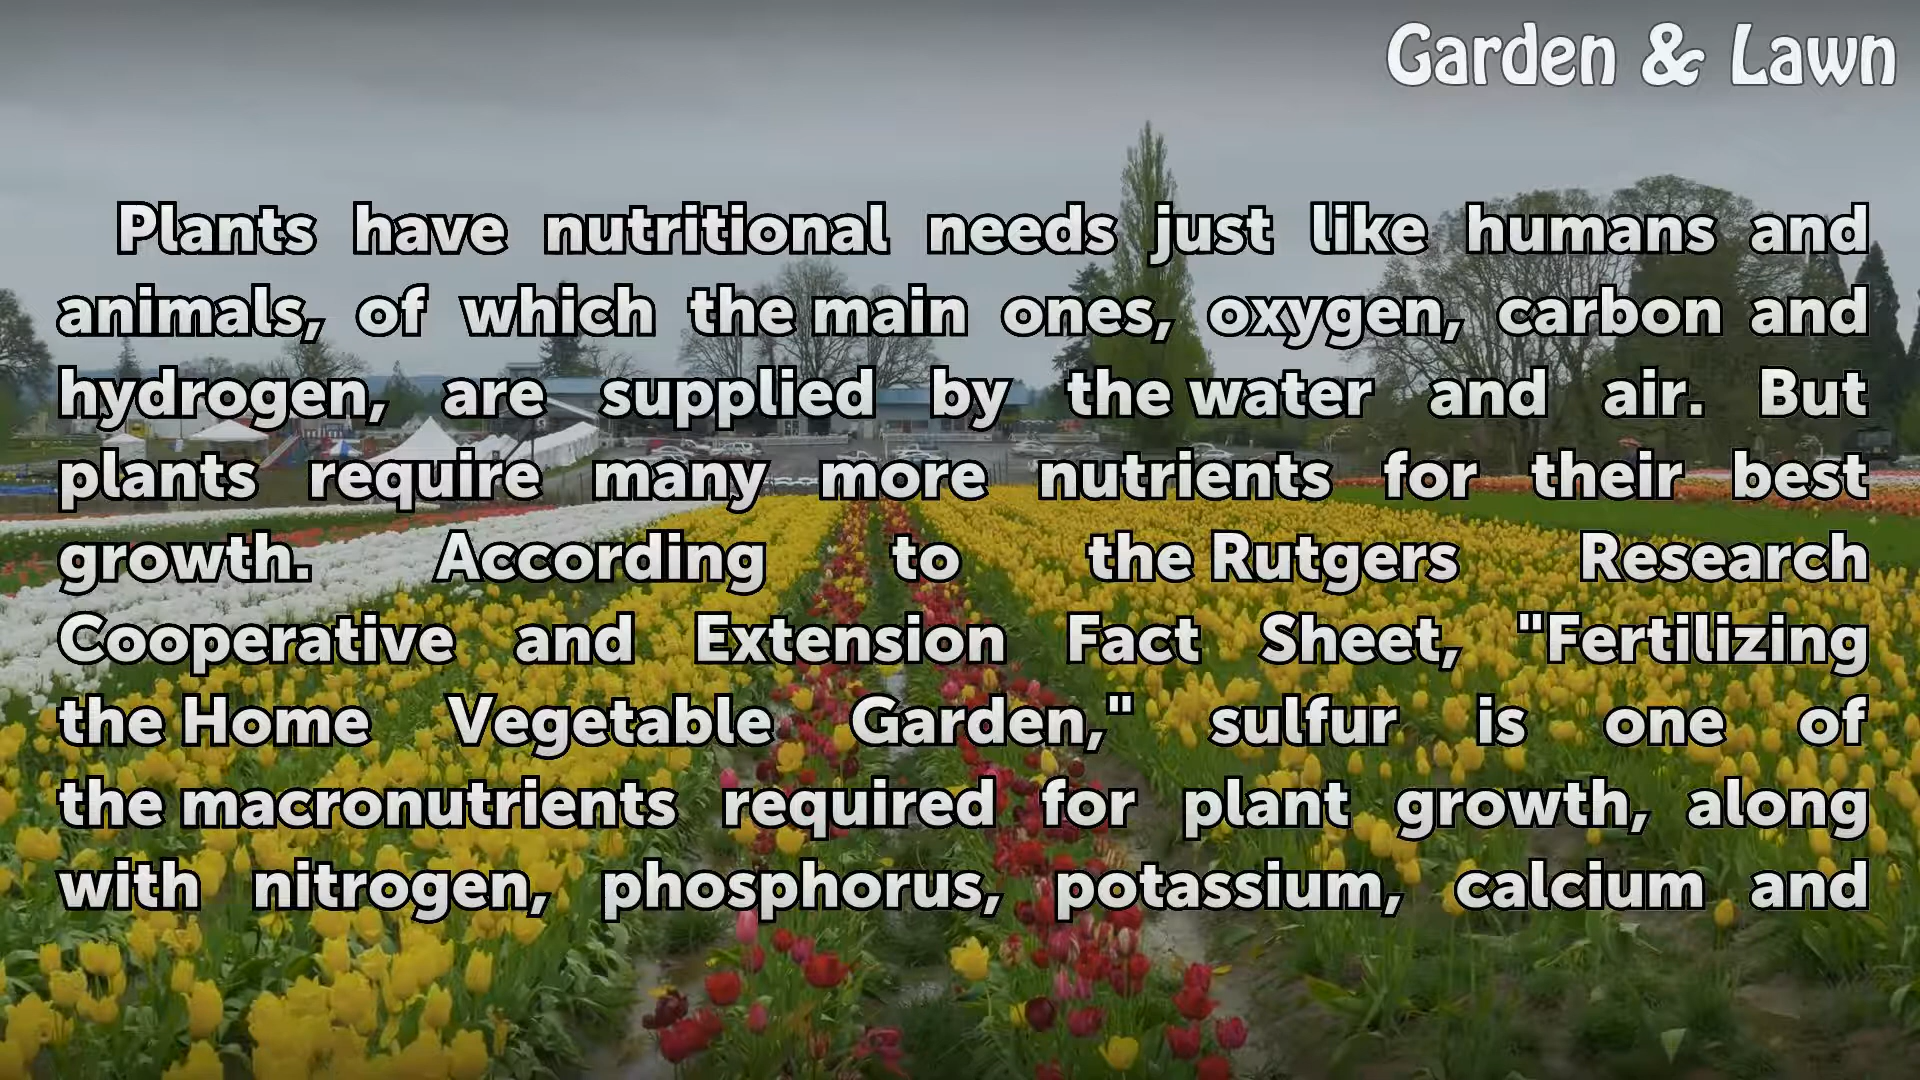 Garden & Lawn
Plants have nutritional needs just like humans and
animals, of which the main ones, oxygen, carbon and
hydrogen, are supplied by the water and air. But
plants require many more nutrients for their best
growth. According to the Rutgers Research
Cooperative and Extension Fact Sheet, "Fertilizing
the Home Vegetable Garden," sulfur is one of
the macronutrients required for plant growth, along
with nitrogen, phosphorus, potassium, calcium and